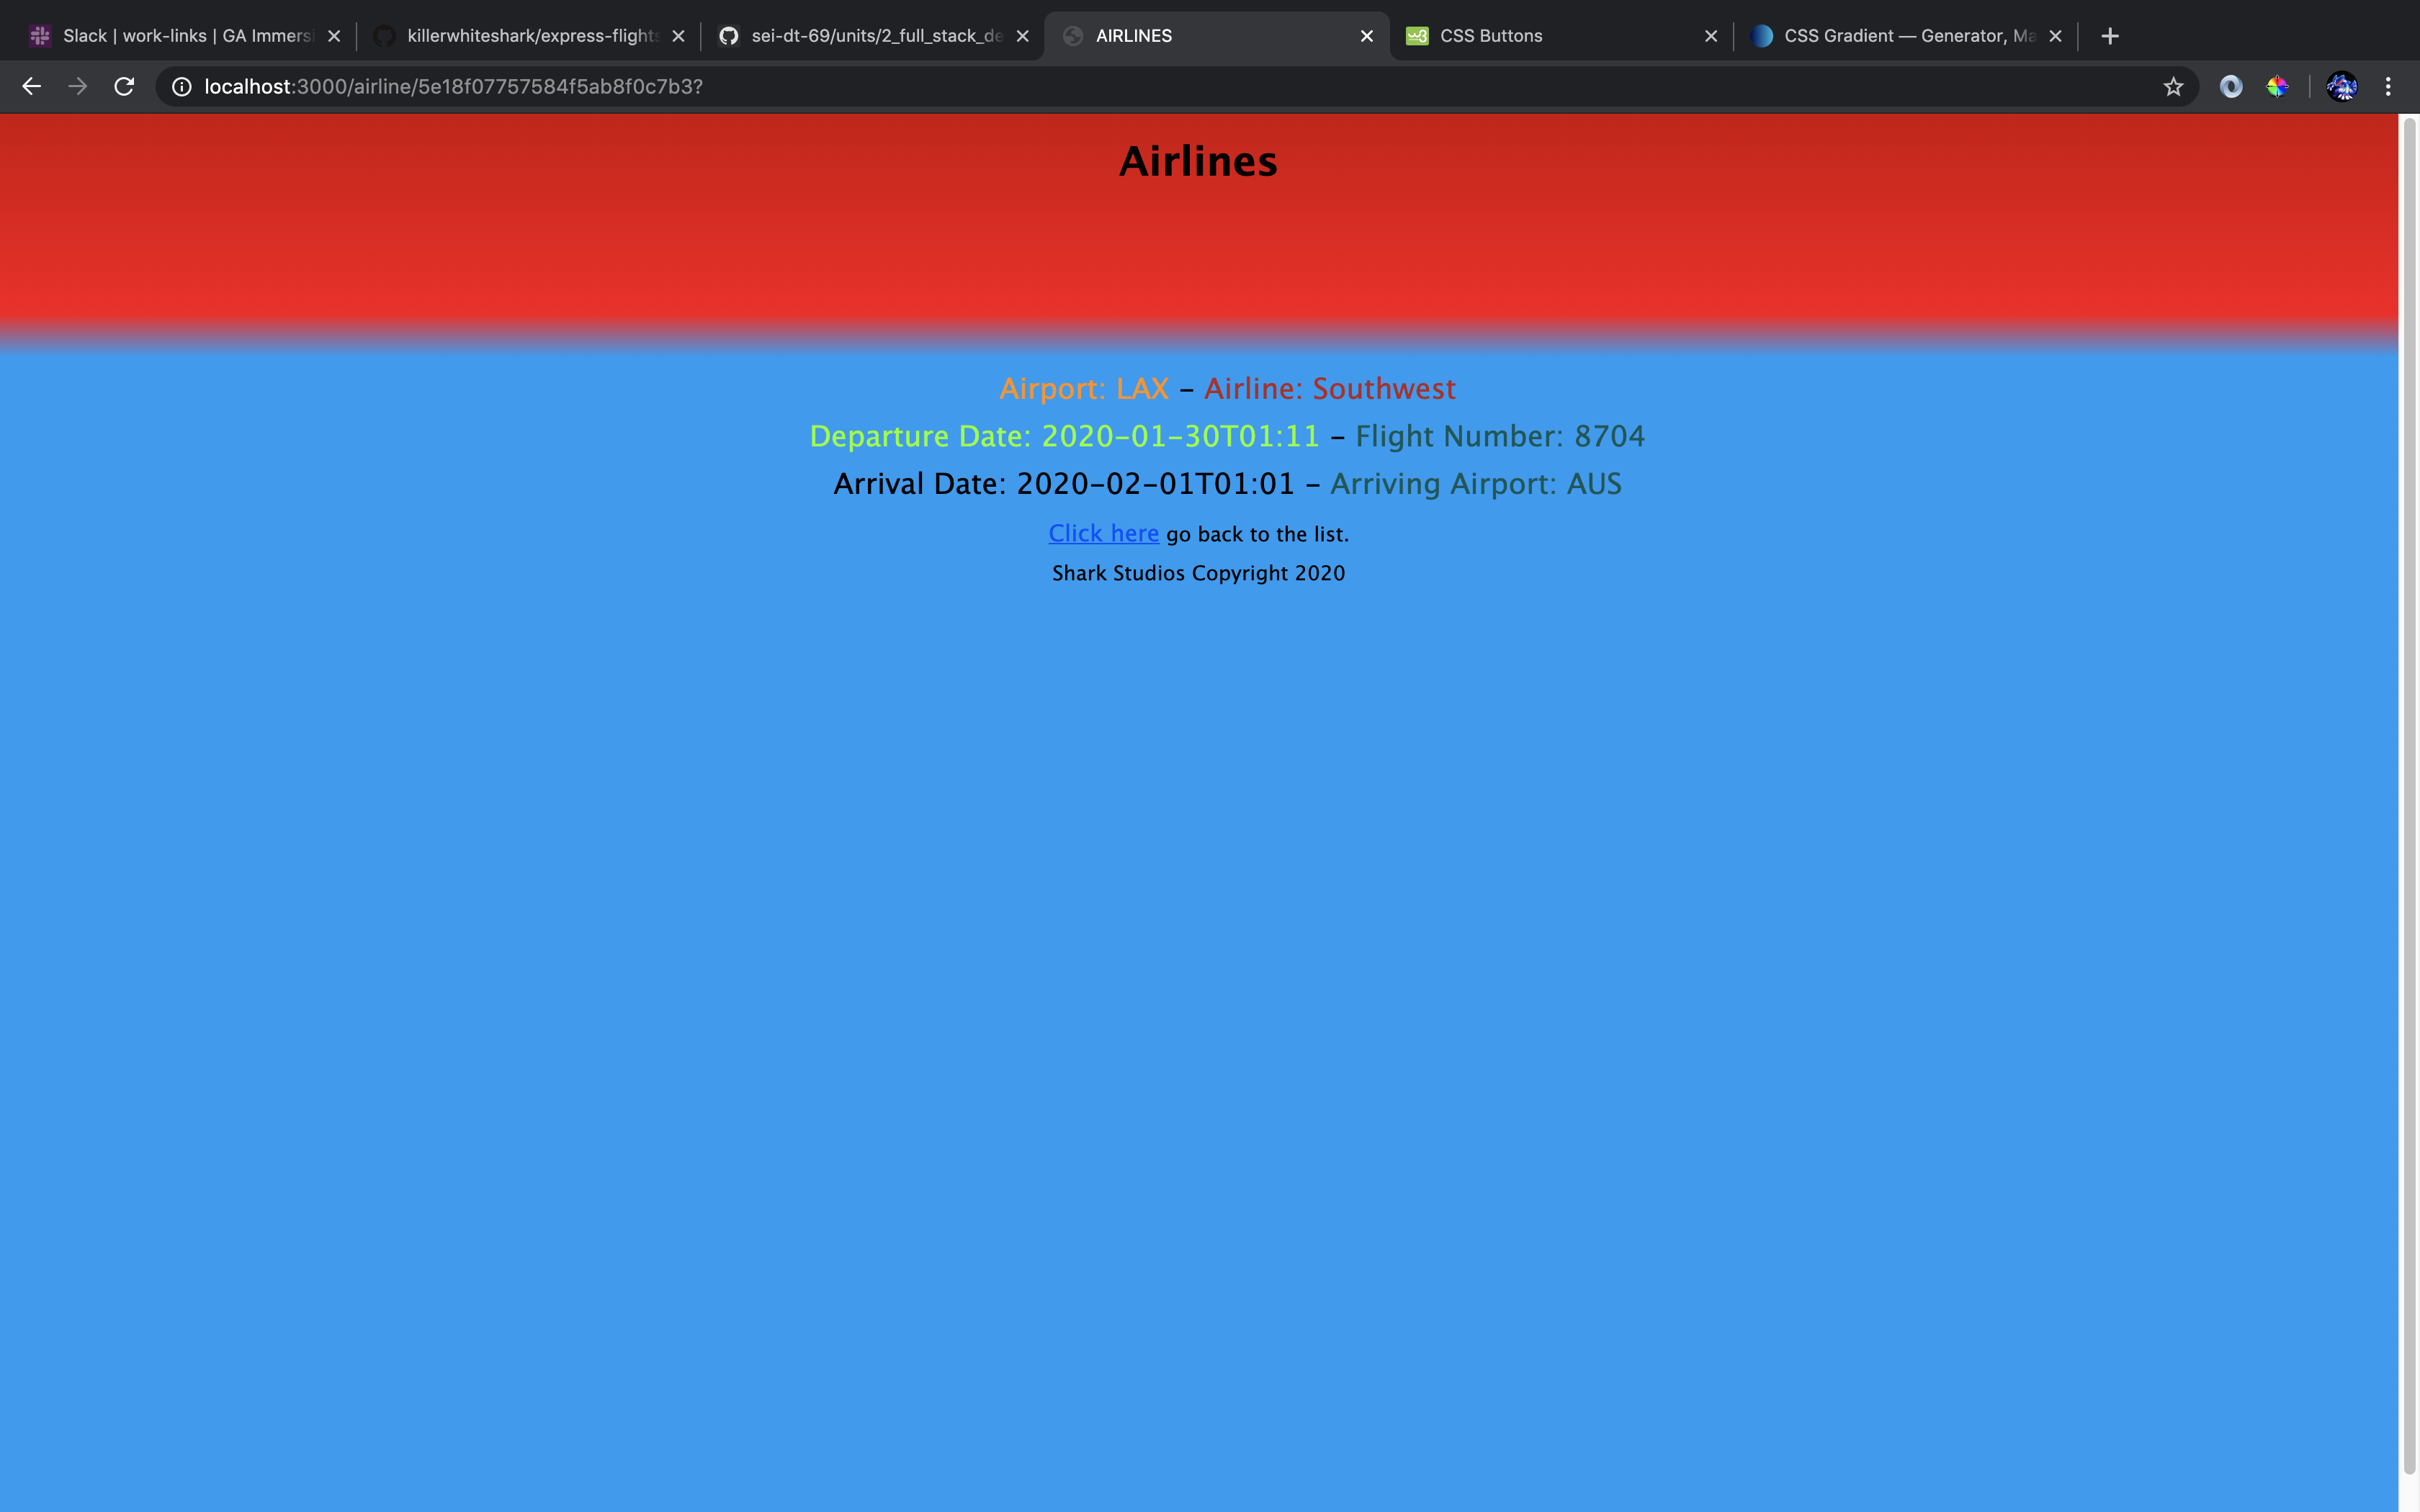 Slack | work-links | GA Immersi
killerwhiteshark/express-flights
sei-dt-69/units/2_full_stack_de
AIRLINES
CSS Buttons
CSS Gradient — Generator, Ma
localhost:3000/airline/5e18f07757584f5ab8f0c7b3?
Airlines
Airport: LAX - Airline: Southwest
Departure Date: 2020-01-30T01:11 - Flight Number: 8704
Arrival Date: 2020-02-01T01:01 - Arriving Airport: AUS
Click here go back to the list.
Shark Studios Copyright 2020